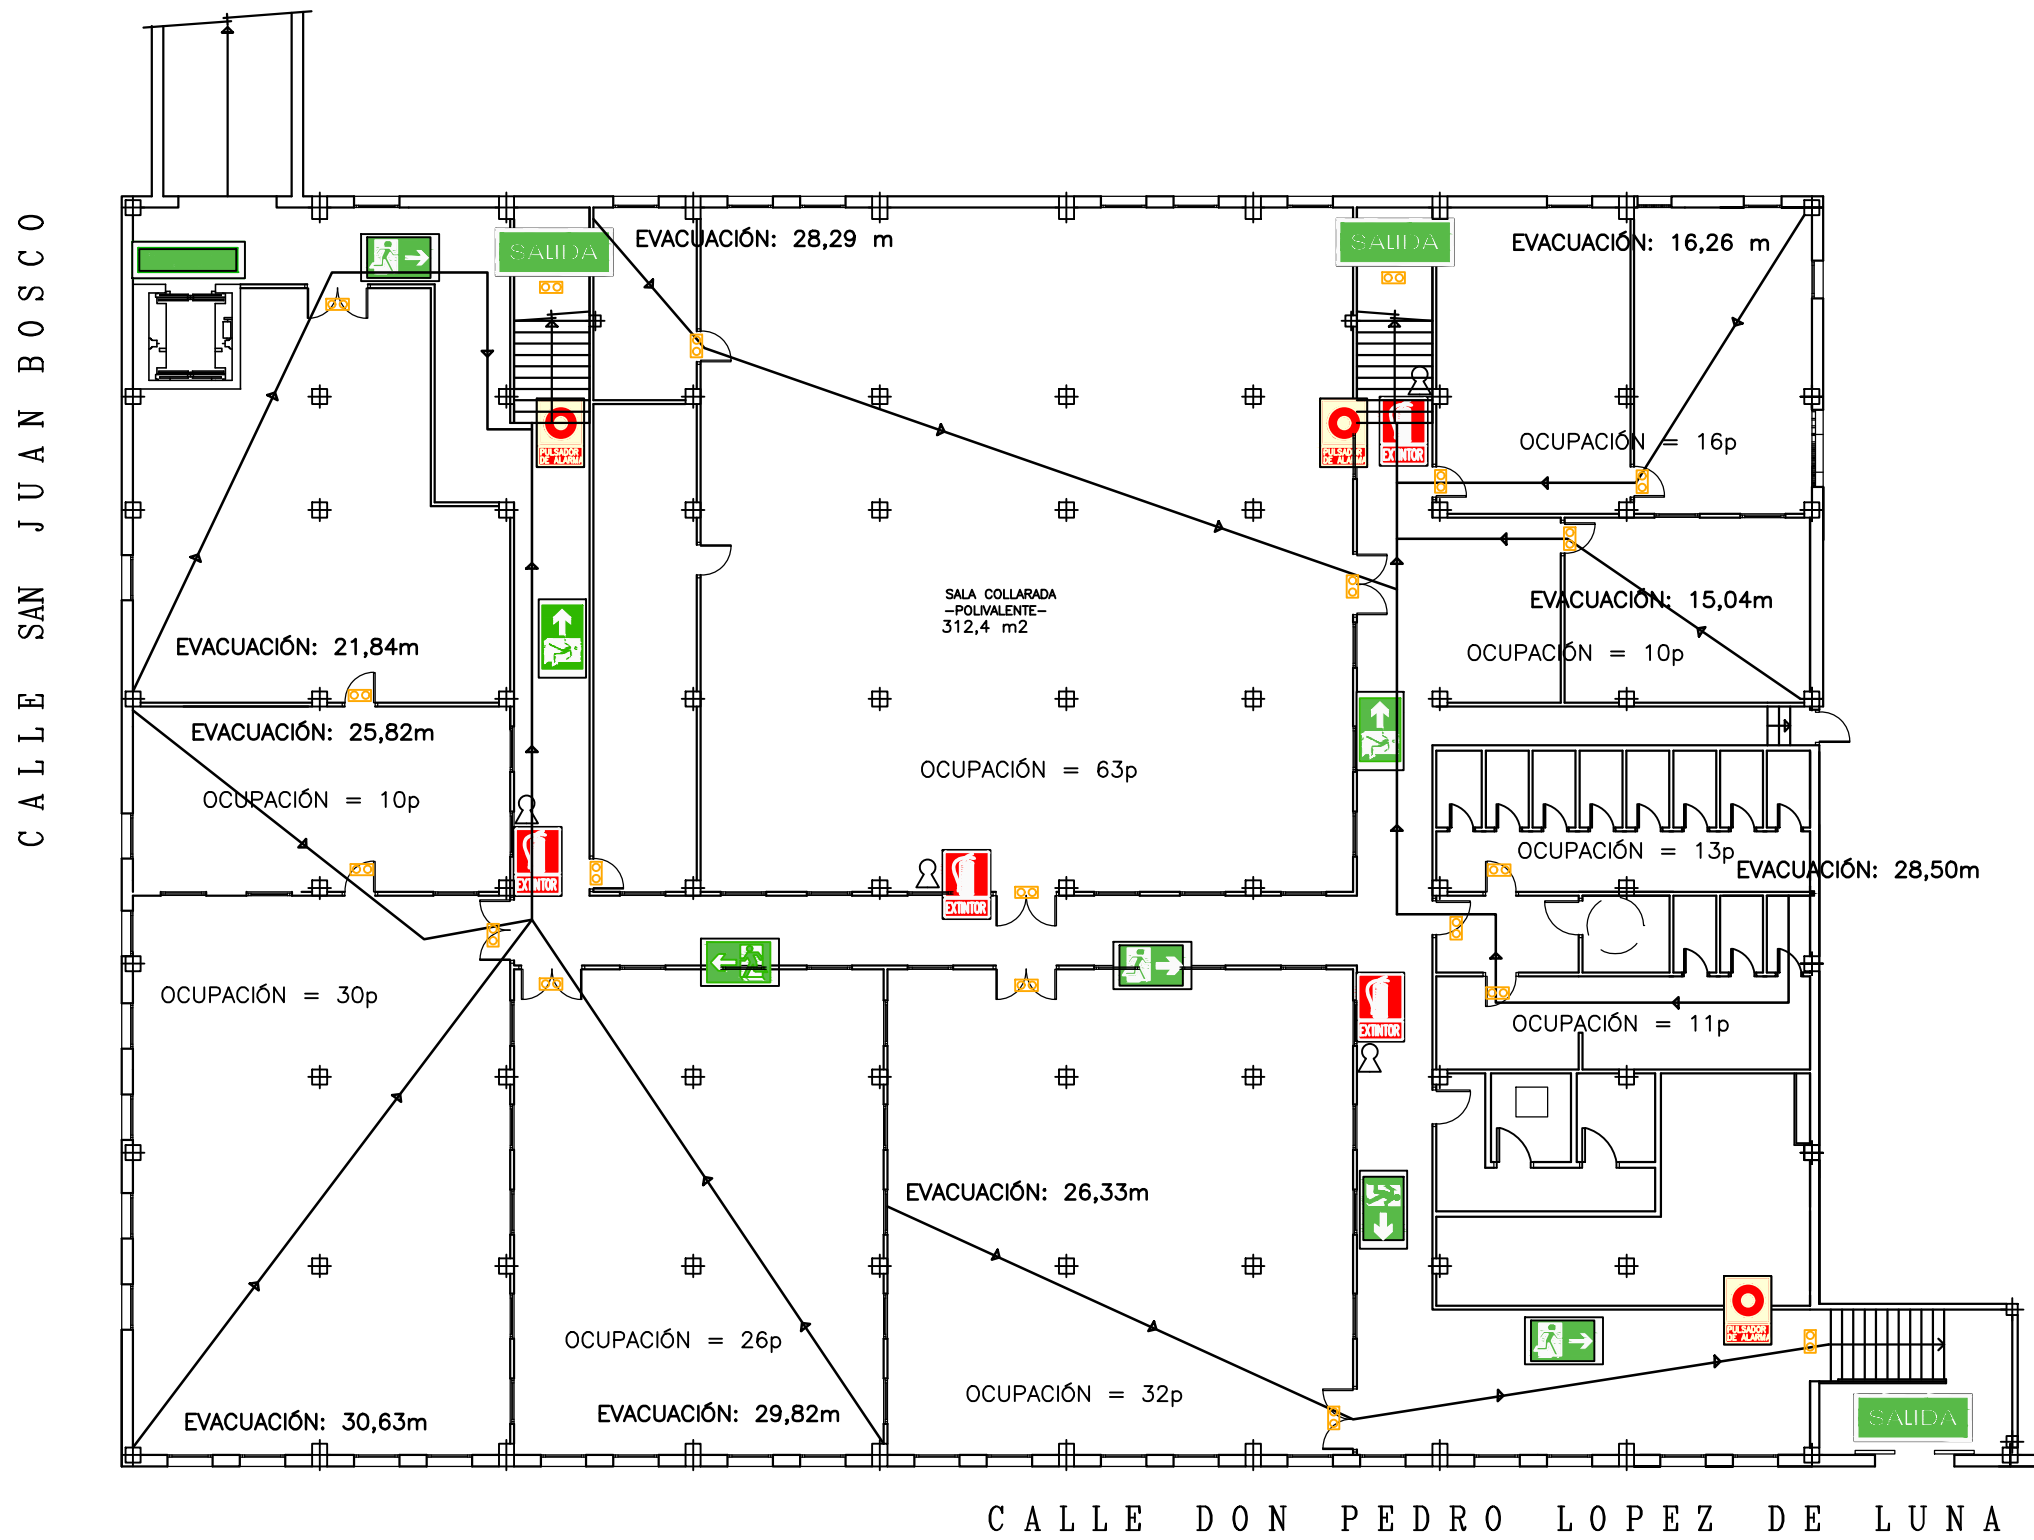 CALLE SAN JUAN BOSCO
SALIDA
EVACUACIÓN: 28,29 m
SALIDA
EVACUACIÓN: 16,26 m
PULSADOR
DE ALARMA
PULSADOR
DE ALARMA
EXTINTOR
OCUPACIÓN = 16p
SALA COLLARADA
-POLIVALENTE-
312,4 m2
EVACUACIÓN: 15,04m
OCUPACIÓN = 10p
EVACUACIÓN: 21,84m
EVACUACIÓN: 25,82m
OCUPACIÓN = 10p
OCUPACIÓN = 63p
OCUPACIÓN = 13p
EVACUACIÓN: 28,50m
EXTINTOR
EXTINTOR
OCUPACIÓN = 30p
EXTINTOR
OCUPACIÓN = 11p
EVACUACIÓN: 26,33m
PULSADOR
DE ALARMA
OCUPACIÓN = 26p
OCUPACIÓN = 32p
EVACUACIÓN: 30,63m
EVACUACIÓN: 29,82m
SALIDA
CALLE DON PEDRO LOPEZ DE LUNA